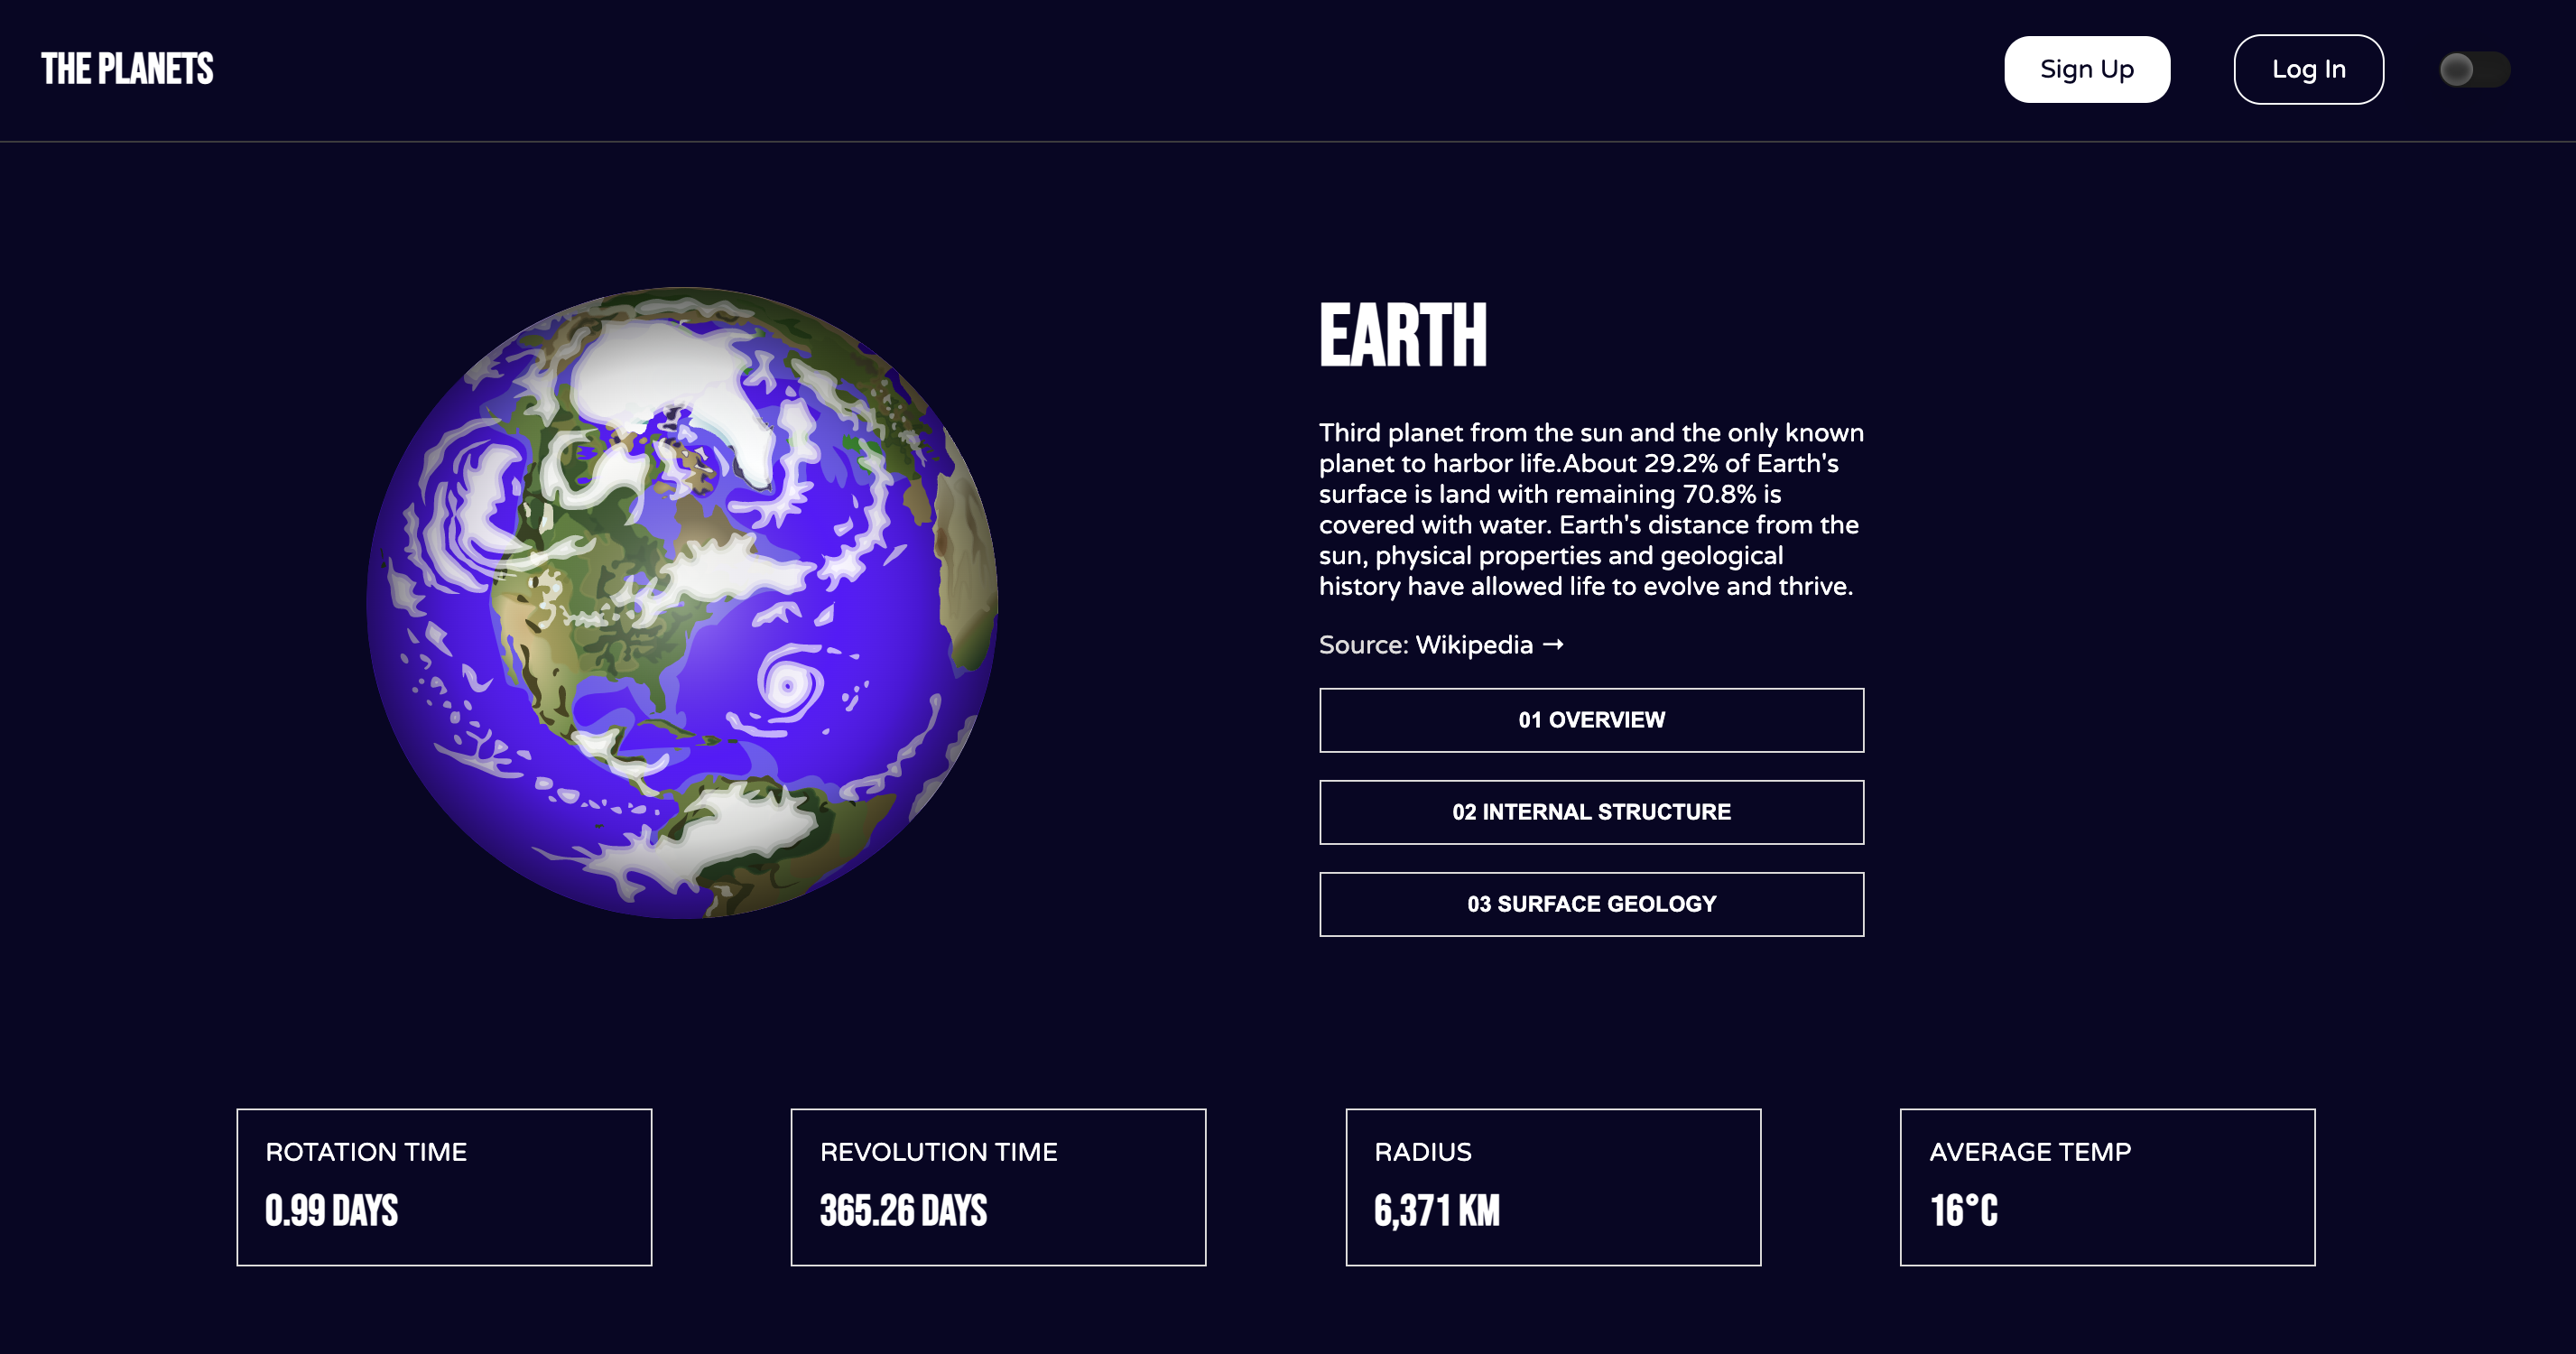 THE PLANETS
Sign Up
Log In
EARTH
Third planet from the sun and the only known
planet to harbor life.About 29.2% of Earth's
surface is land with remaining 70.8% is
covered with water. Earth's distance from the
sun, physical properties and geological
history have allowed life to evolve and thrive.
Source: Wikipedia →
01 OVERVIEW
02 INTERNAL STRUCTURE
03 SURFACE GEOLOGY
ROTATION TIME
0.99 DAYS
REVOLUTION TIME
365.26 DAYS
RADIUS
6,371 KM
AVERAGE TEMP
16°C